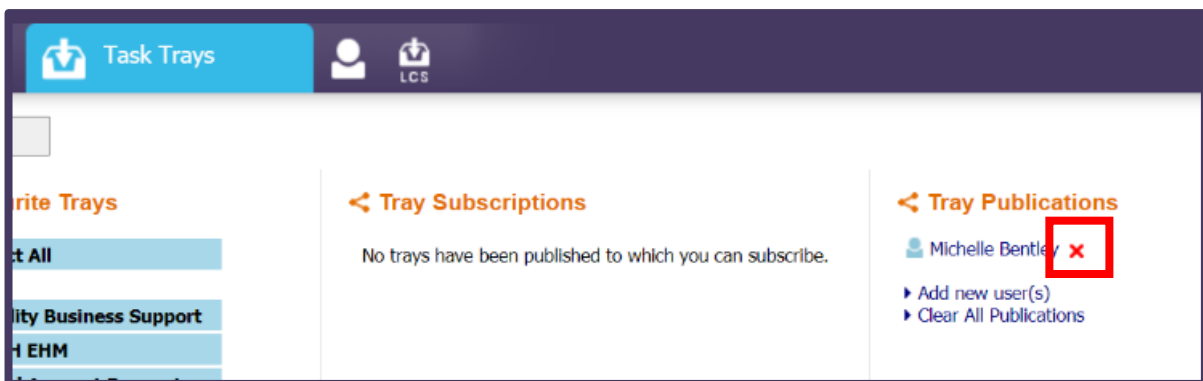 Task Trays
LCS
rite Trays
ct All
lity Business Support
H EHM
Tray Subscriptions
No trays have been published to which you can subscribe.
Tray Publications
Michelle Bentley
Add new user(s)
Clear All Publications